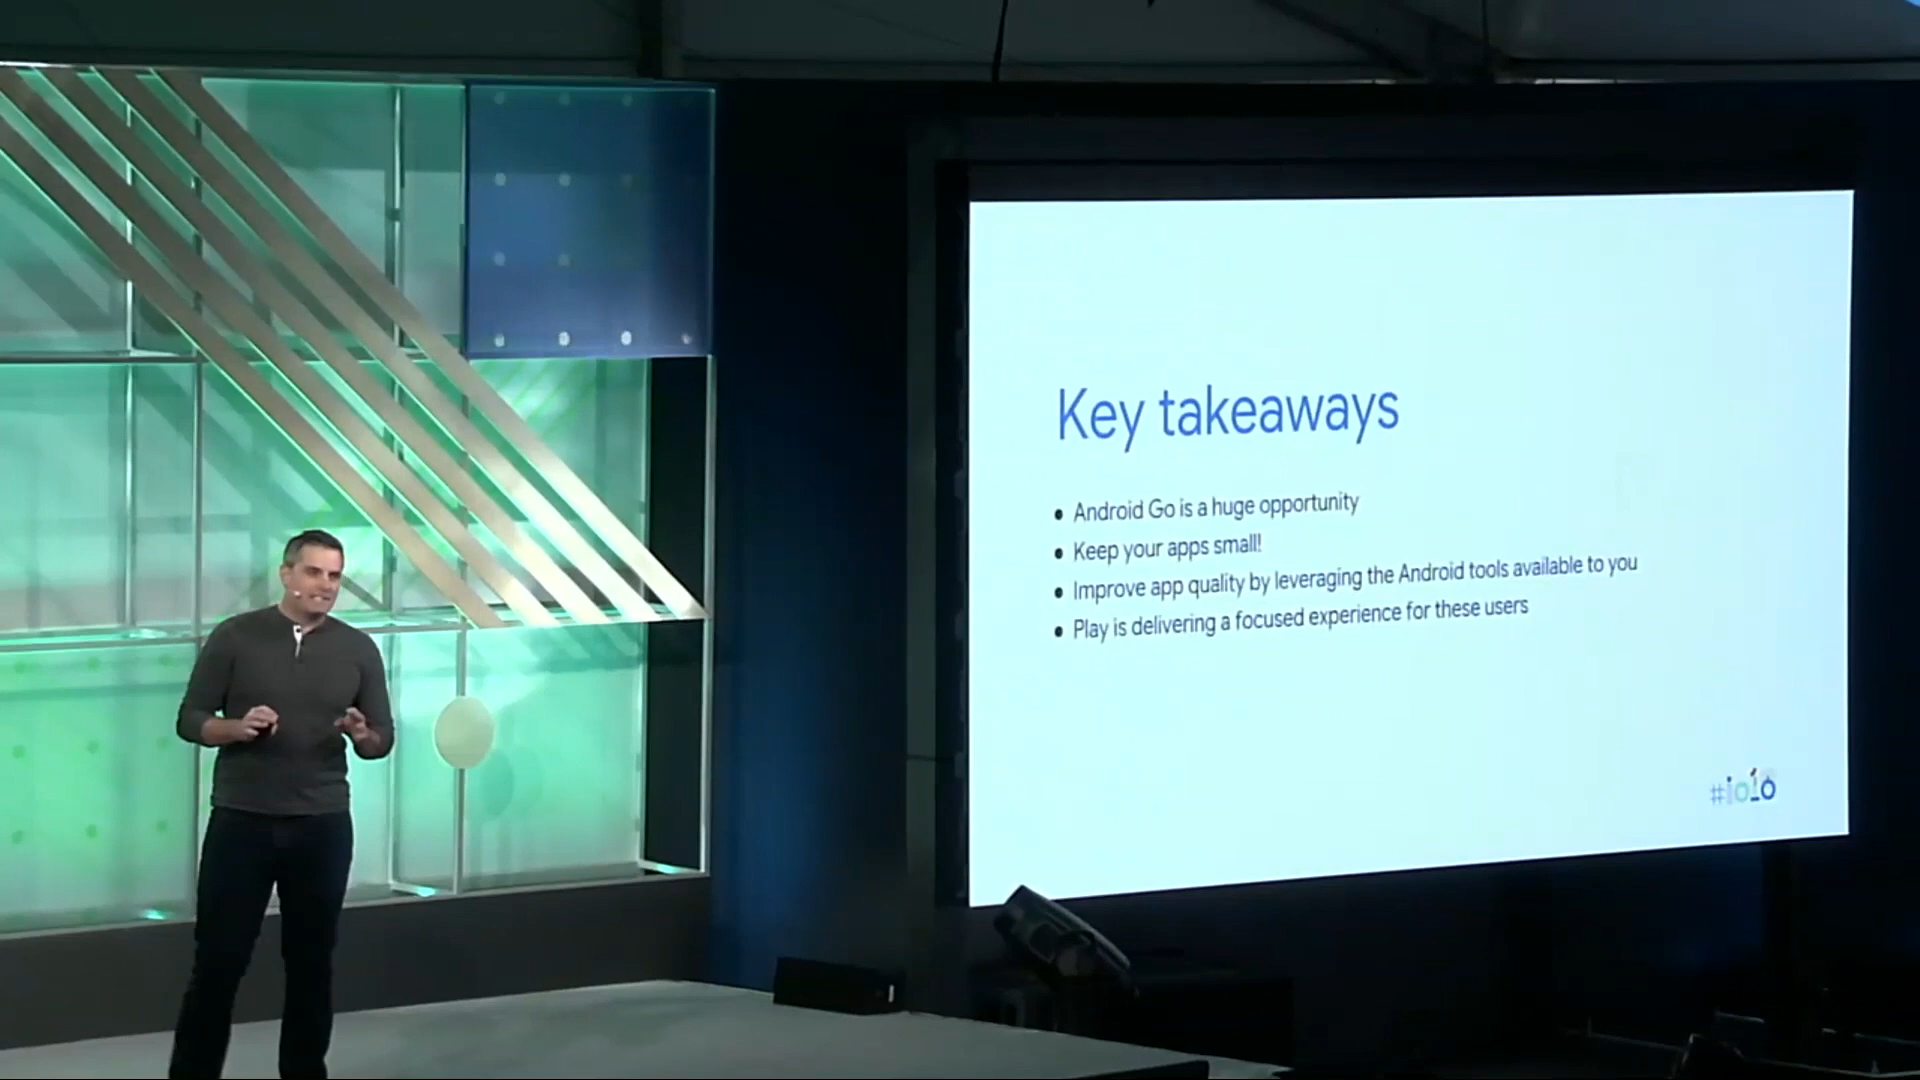 Key takeaways
• Android Go is a huge opportunity
• Keep your apps small!
• Improve app quality by leveraging the Android tools available to you
• Play is delivering a focused experience for these users